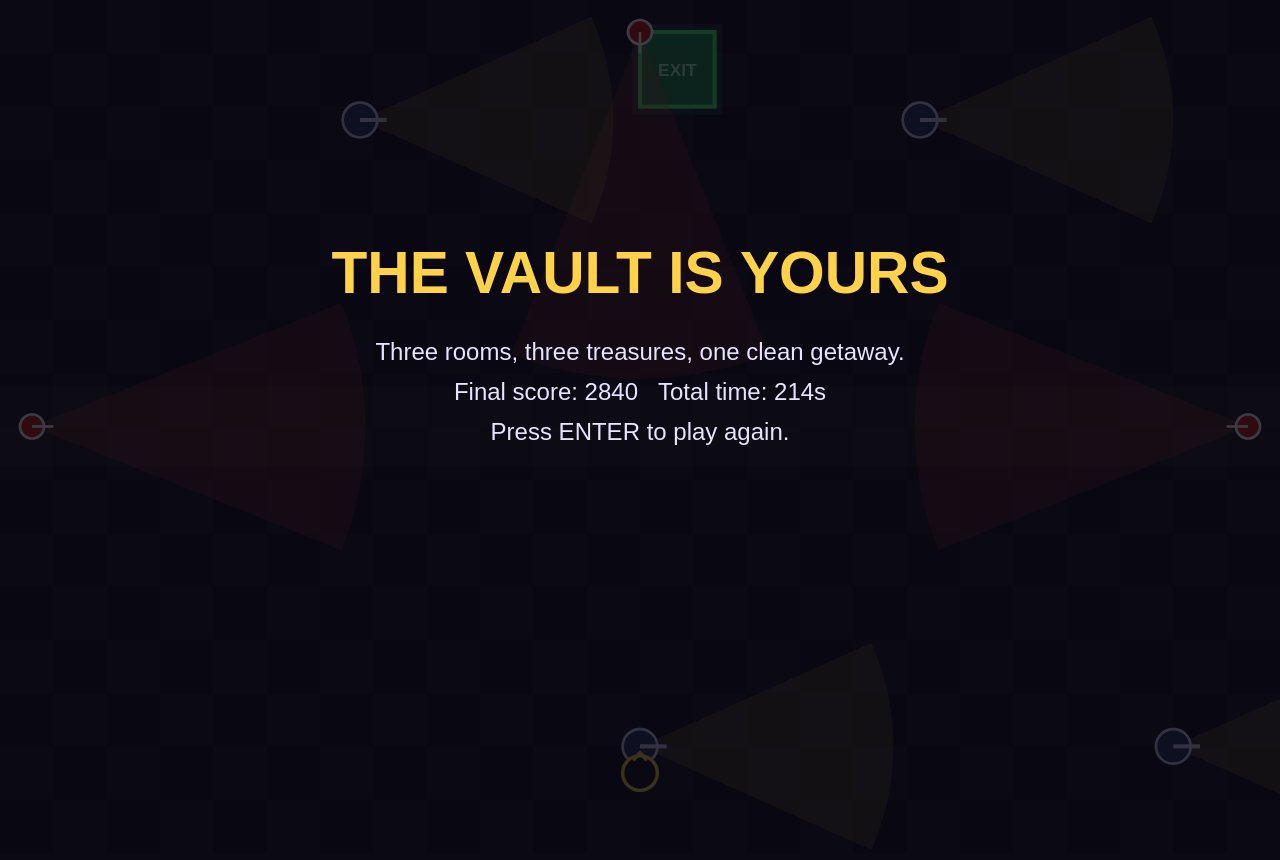 EXIT
THE VAULT IS YOURS
Three rooms, three treasures, one clean getaway.
Final score: 2840   Total time: 214s
Press ENTER to play again.